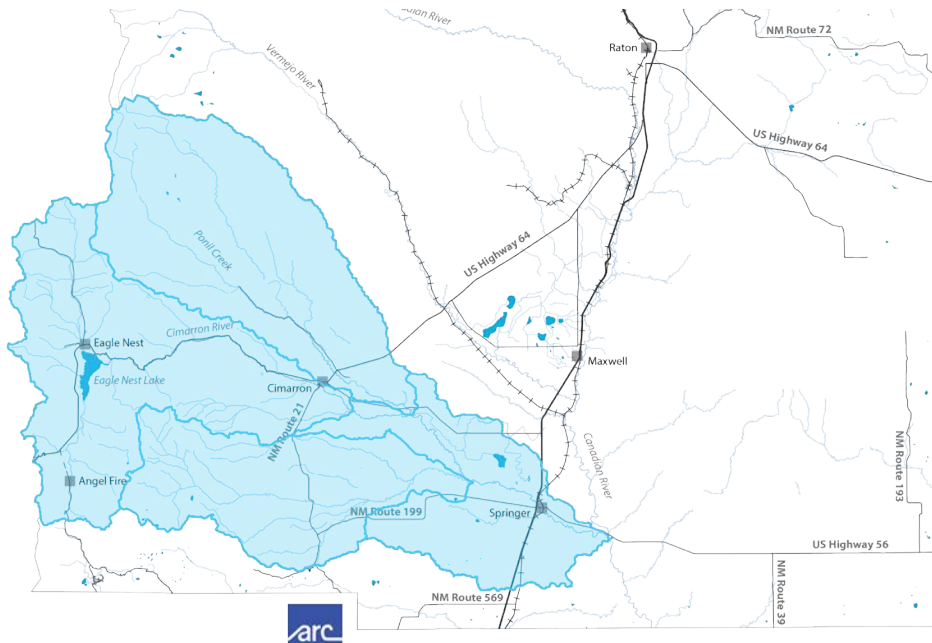 Canadian River
NM Route 72
Raton
Vermejo River
US Highway 64
Ponil Creek
US Highway 64
Cimarron River
Eagle Nest
Maxwell
Eagle Nest Lake
Cimarron
NM Route 21
Canadian River
NM Route 193
Angel Fire
NM Route 199
Springer
US Highway 56
NM Route 569
NM Route 39
arc